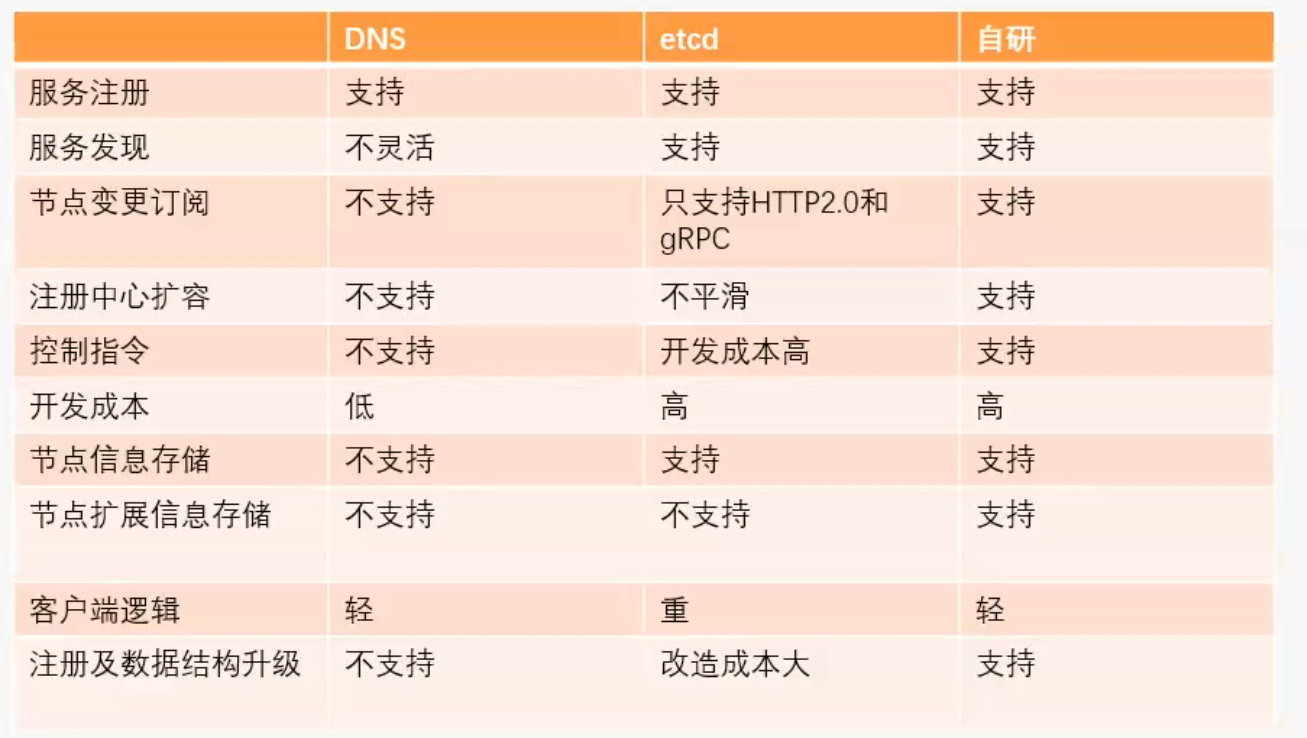 DNS etcd 自研
服务注册 支持 支持 支持
服务发现 不灵活 支持 支持
节点变更订阅 不支持 只支持HTTP2.0和 支持
gRPC
注册中心扩容 不支持 不平滑 支持
控制指令 不支持 开发成本高 支持
开发成本 低 高 高
节点信息存储 不支持 支持 支持
节点扩展信息存储 不支持 不支持 支持
客户端逻辑 轻 重 轻
注册及数据结构升级 不支持 改造成本大 支持